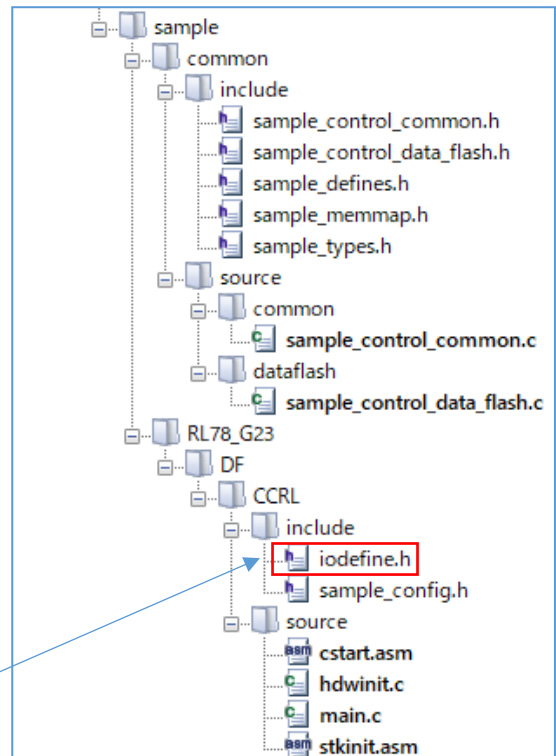 sample
common
include
sample_control_common.h
sample_control_data_flash.h
sample_defines.h
sample_memmap.h
sample_types.h
source
common
sample_control_common.c
dataflash
sample_control_data_flash.c
RL78_G23
DF
CCRL
include
iodefine.h
sample_config.h
source
cstart.asm
hdwinit.c
main.c
stkinit.asm